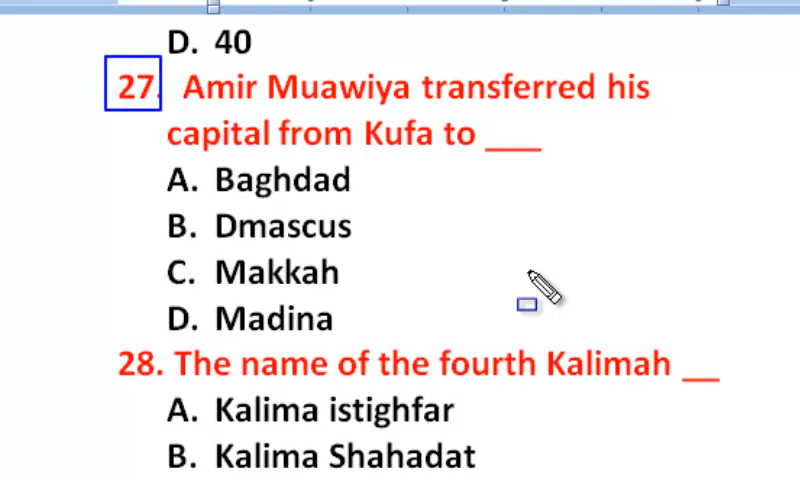 D. 40
27. Amir Muawiya transferred his
capital from Kufa to ___
A. Baghdad
B. Dmascus
C. Makkah
D. Madina
28. The name of the fourth Kalimah __
A. Kalima istighfar
B. Kalima Shahadat